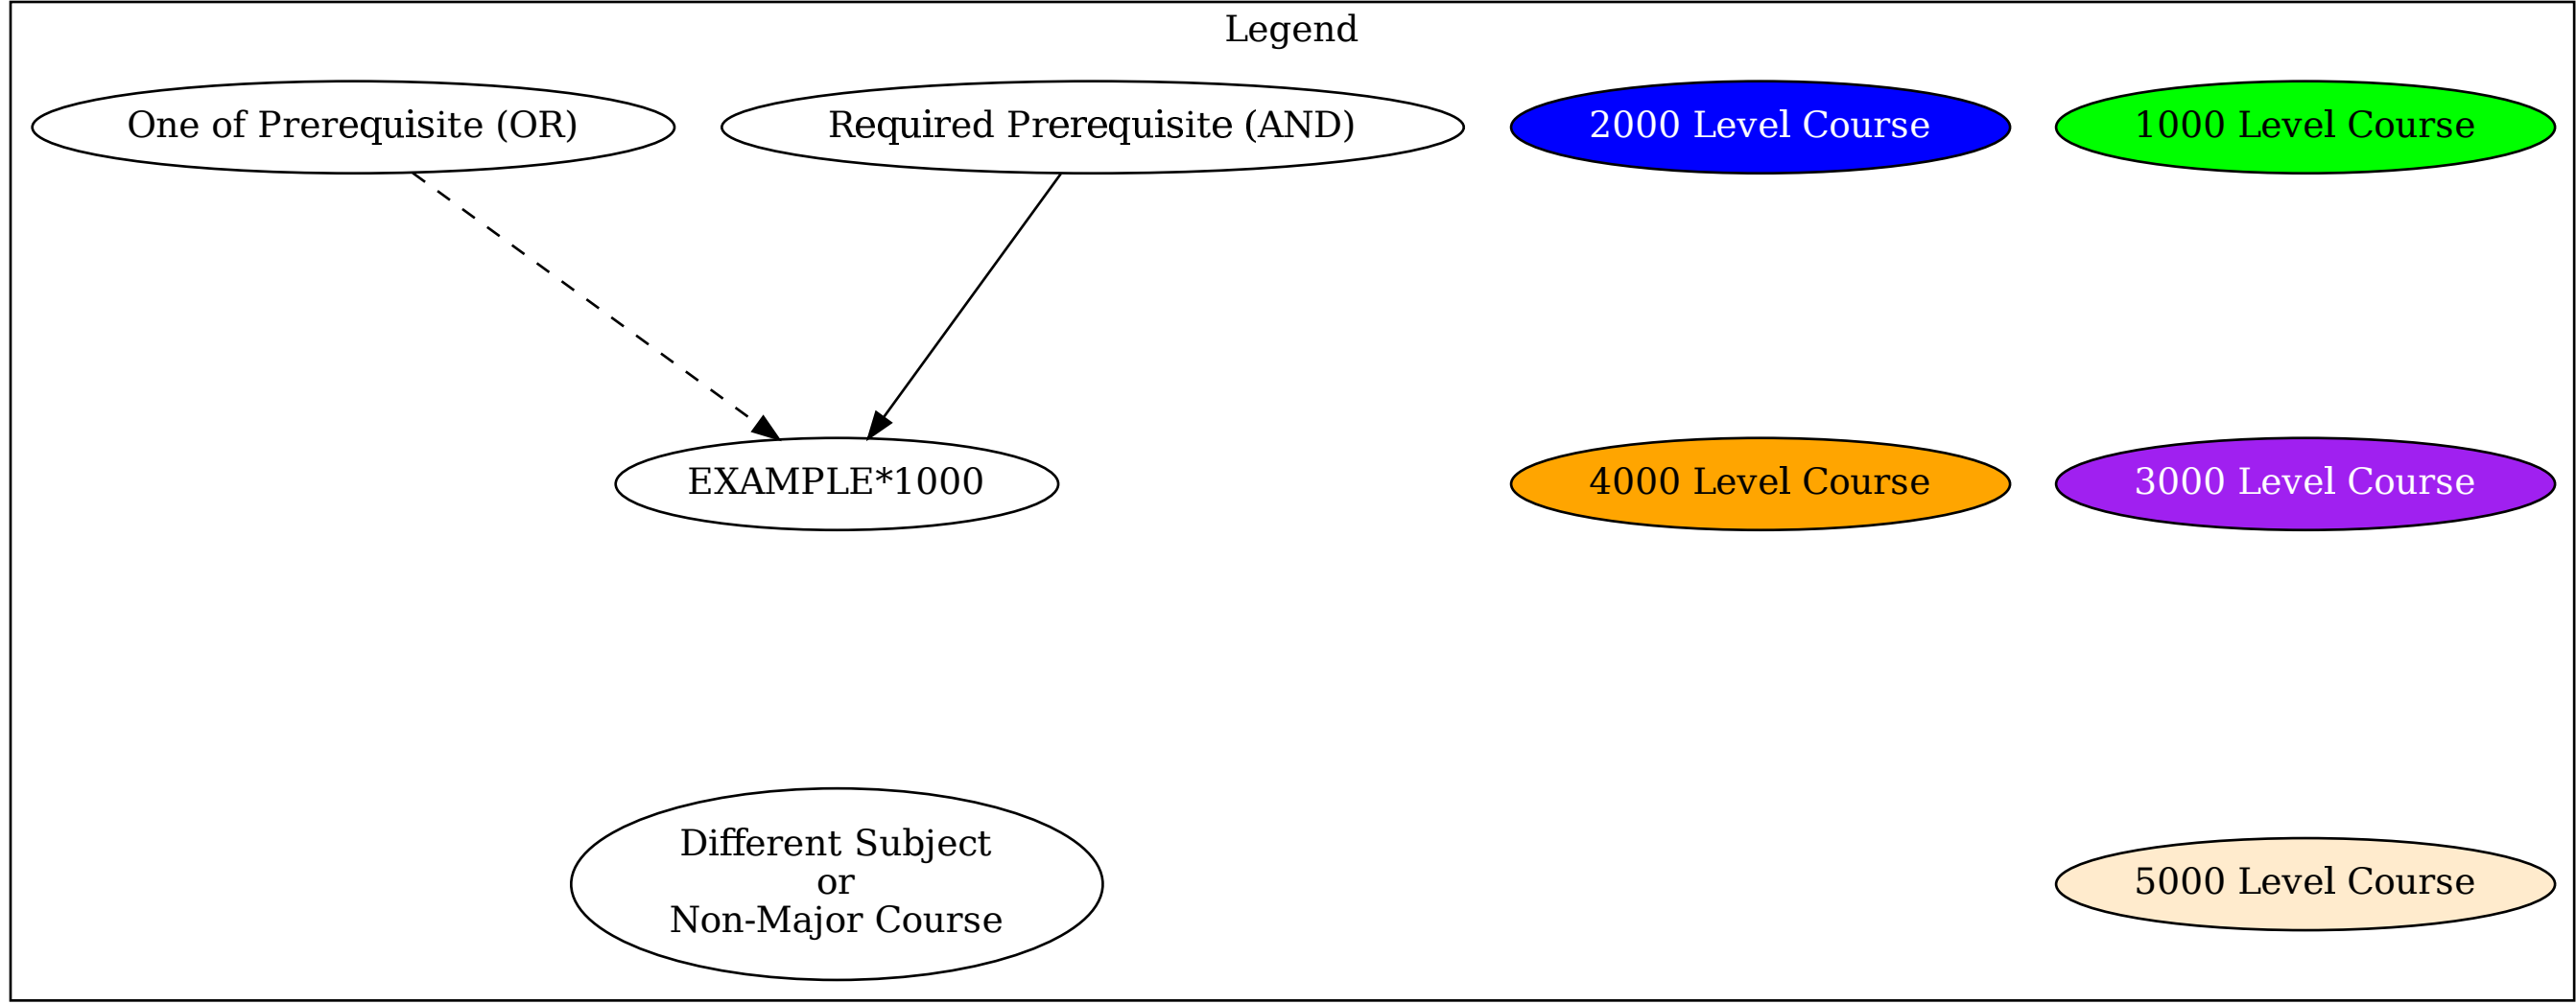 Legend
One of Prerequisite (OR)
Required Prerequisite (AND)
2000 Level Course
1000 Level Course
EXAMPLE*1000
4000 Level Course
3000 Level Course
Different Subject
or
Non-Major Course
5000 Level Course